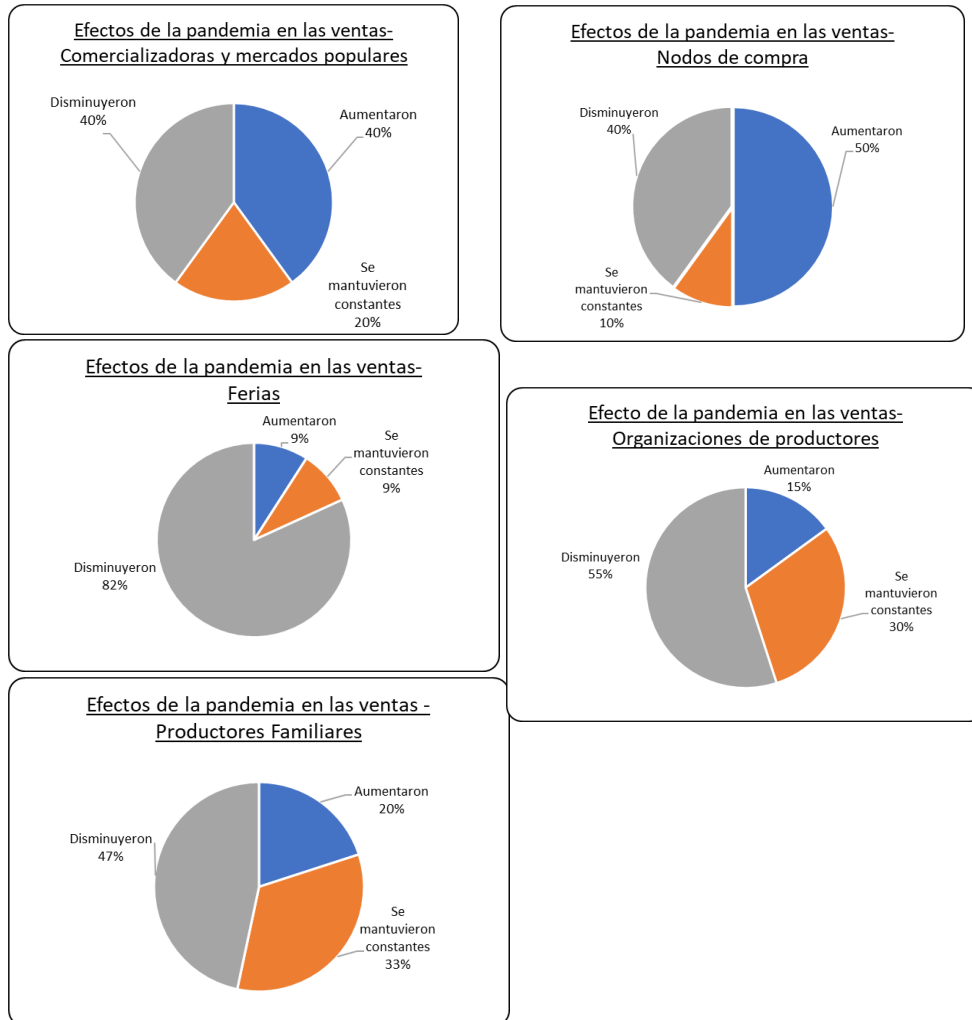 Efectos de la pandemia en las ventas-
Comercializadoras y mercados populares
Disminuyeron
40%
Aumentaron
40%
Se
mantuvieron
constantes
20%
Efectos de la pandemia en las ventas-
Nodos de compra
Disminuyeron
40%
Aumentaron
50%
Se
mantuvieron
constantes
10%
Efectos de la pandemia en las ventas-
Ferias
Aumentaron
9%
Se
mantuvieron
constantes
9%
Disminuyeron
82%
Efecto de la pandemia en las ventas-
Organizaciones de productores
Aumentaron
15%
Disminuyeron
55%
Se
mantuvieron
constantes
30%
Efectos de la pandemia en las ventas -
Productores Familiares
Aumentaron
20%
Disminuyeron
47%
Se
mantuvieron
constantes
33%